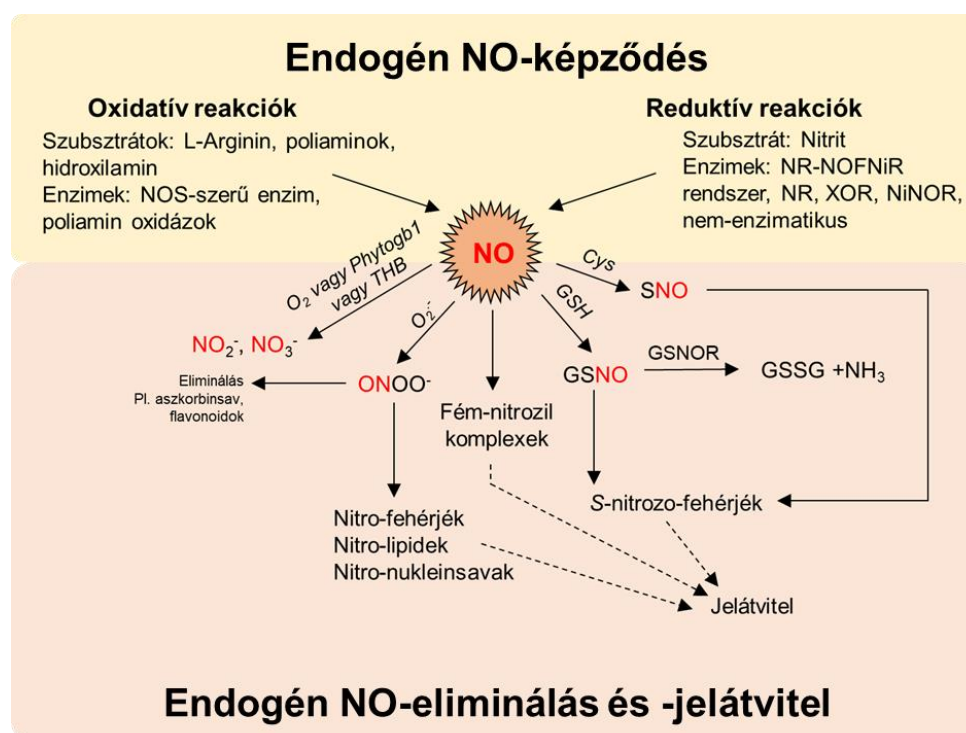 Endogén NO-képződés
Oxidatív reakciók
Szubsztrátok: L-Arginin, poliaminok,
hidroxilamin
Enzimek: NOS-szerű enzim,
poliamin oxidázok
Reduktív reakciók
Szubsztrát: Nitrit
Enzimek: NR-NOFNiR
rendszer, NR, XOR, NiNOR,
nem-enzimatikus
NO
O₂ vagy Phytogb1
vagy THB
O₂·⁻
GSH
Cys
SNO
NO₂⁻, NO₃⁻
Eliminálás
Pl. aszkorbinsav,
flavonoidok
ONOO⁻
Fém-nitrozil
komplexek
GSNO
GSNOR
GSSG +NH₃
S-nitrozo-fehérjék
Nitro-fehérjék
Nitro-lipidek
Nitro-nukleinsavak
Jelátvitel
Endogén NO-eliminálás és -jelátvitel